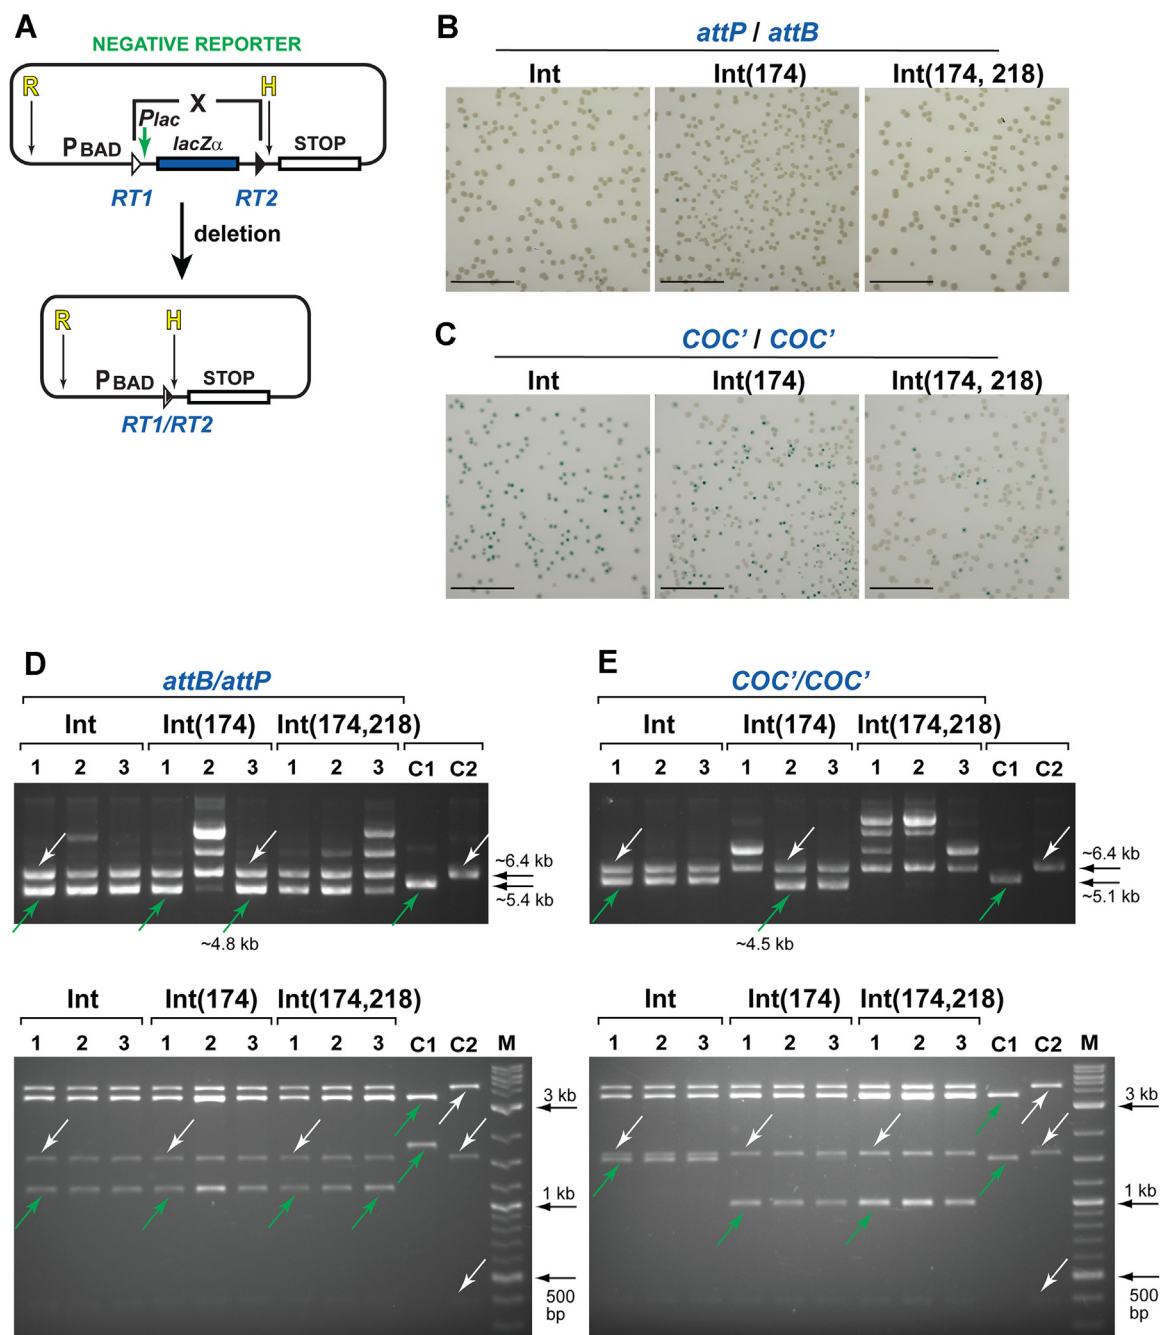 A
NEGATIVE REPORTER
R
H
X
Plac
PBAD
lacZα
STOP
RT1
RT2
deletion
R
H
PBAD
STOP
RT1/RT2
B
attP / attB
Int
Int(174)
Int(174, 218)
C
COC’ / COC’
Int
Int(174)
Int(174, 218)
D
attB/attP
Int
Int(174)
Int(174,218)
1 2 3 1 2 3 1 2 3 C1 C2
~6.4 kb
~5.4 kb
~4.8 kb
Int
Int(174)
Int(174,218)
1 2 3 1 2 3 1 2 3 C1 C2 M
3 kb
1 kb
500
bp
E
COC’/COC’
Int
Int(174)
Int(174,218)
1 2 3 1 2 3 1 2 3 C1 C2
~6.4 kb
~5.1 kb
~4.5 kb
Int
Int(174)
Int(174,218)
1 2 3 1 2 3 1 2 3 C1 C2 M
3 kb
1 kb
500
bp